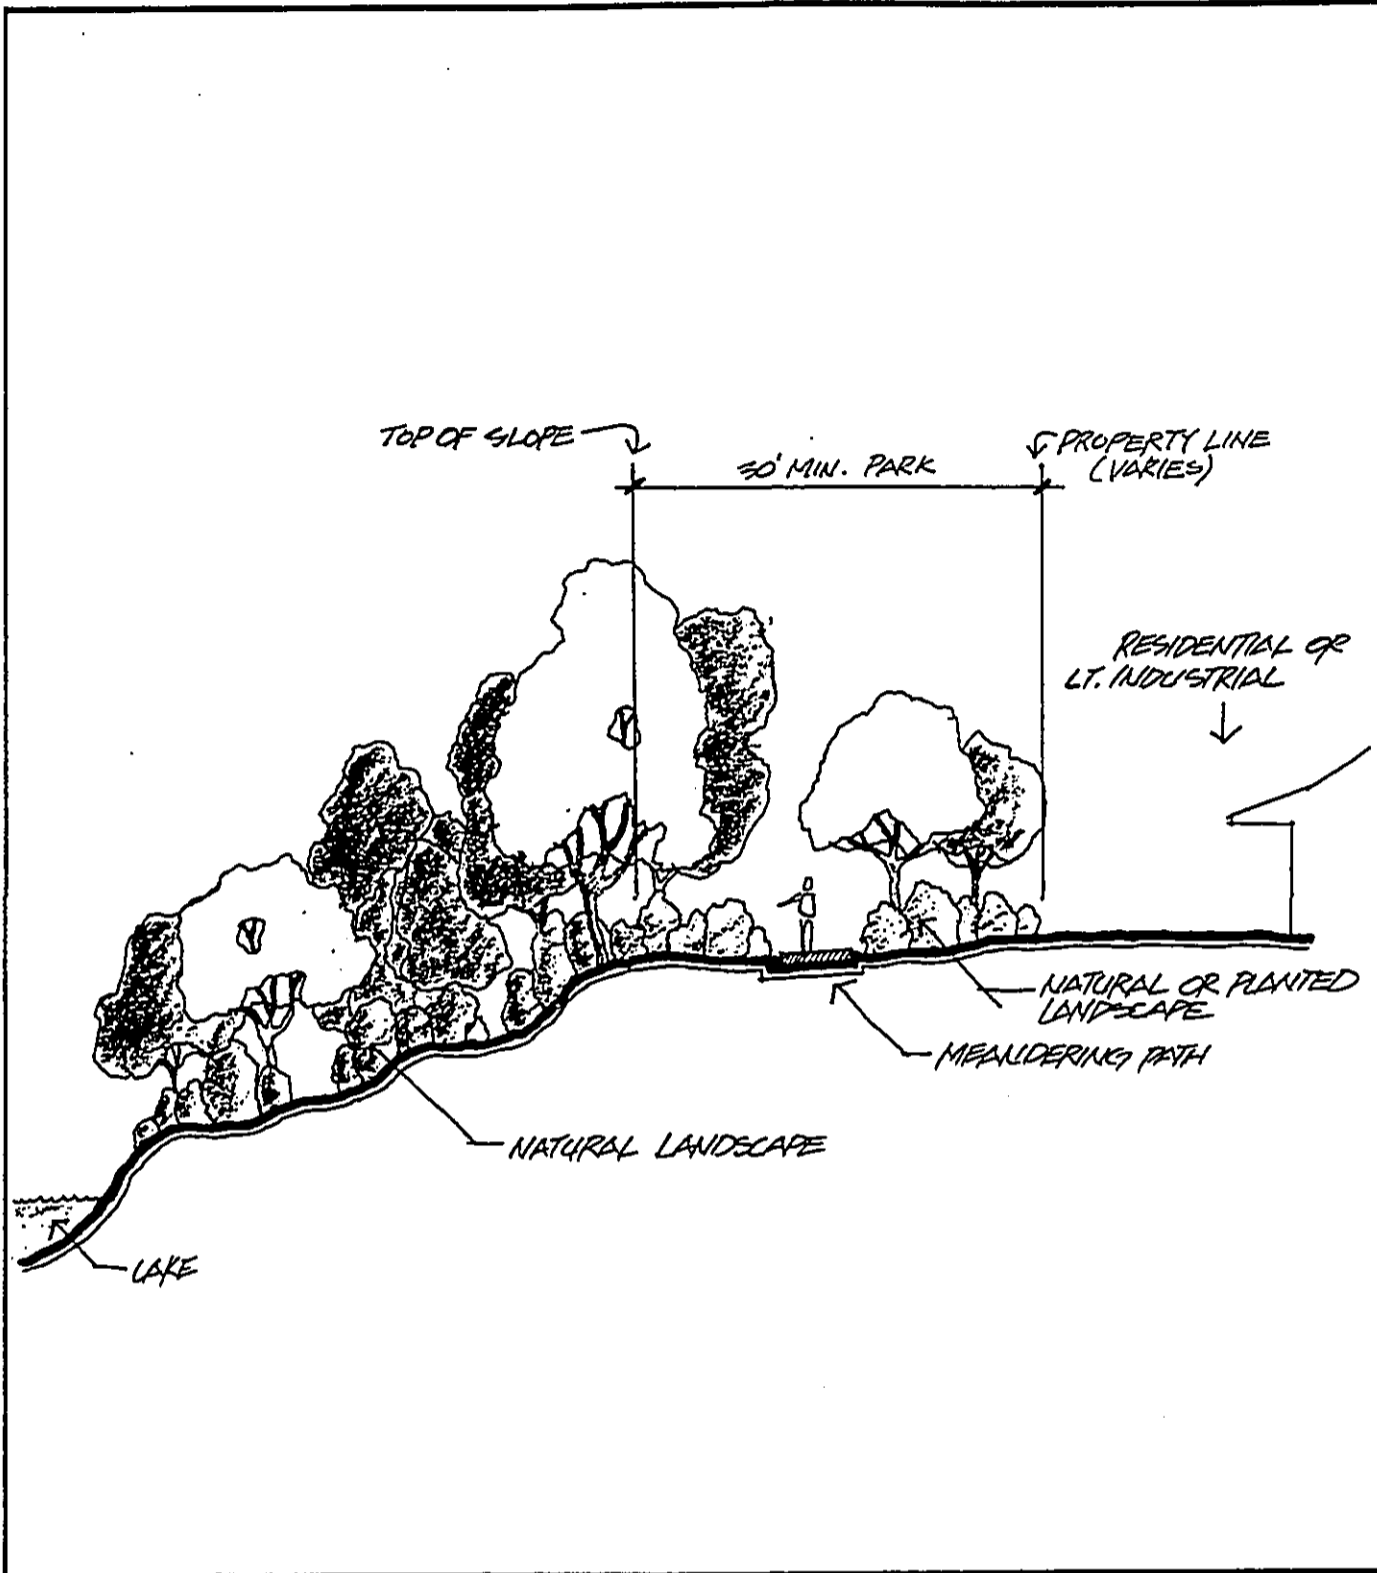 TOP OF SLOPE
30' MIN. PARK
PROPERTY LINE
(VARIES)
RESIDENTIAL OR
LT. INDUSTRIAL
NATURAL OR PLANTED
LANDSCAPE
MEANDERING PATH
NATURAL LANDSCAPE
LAKE